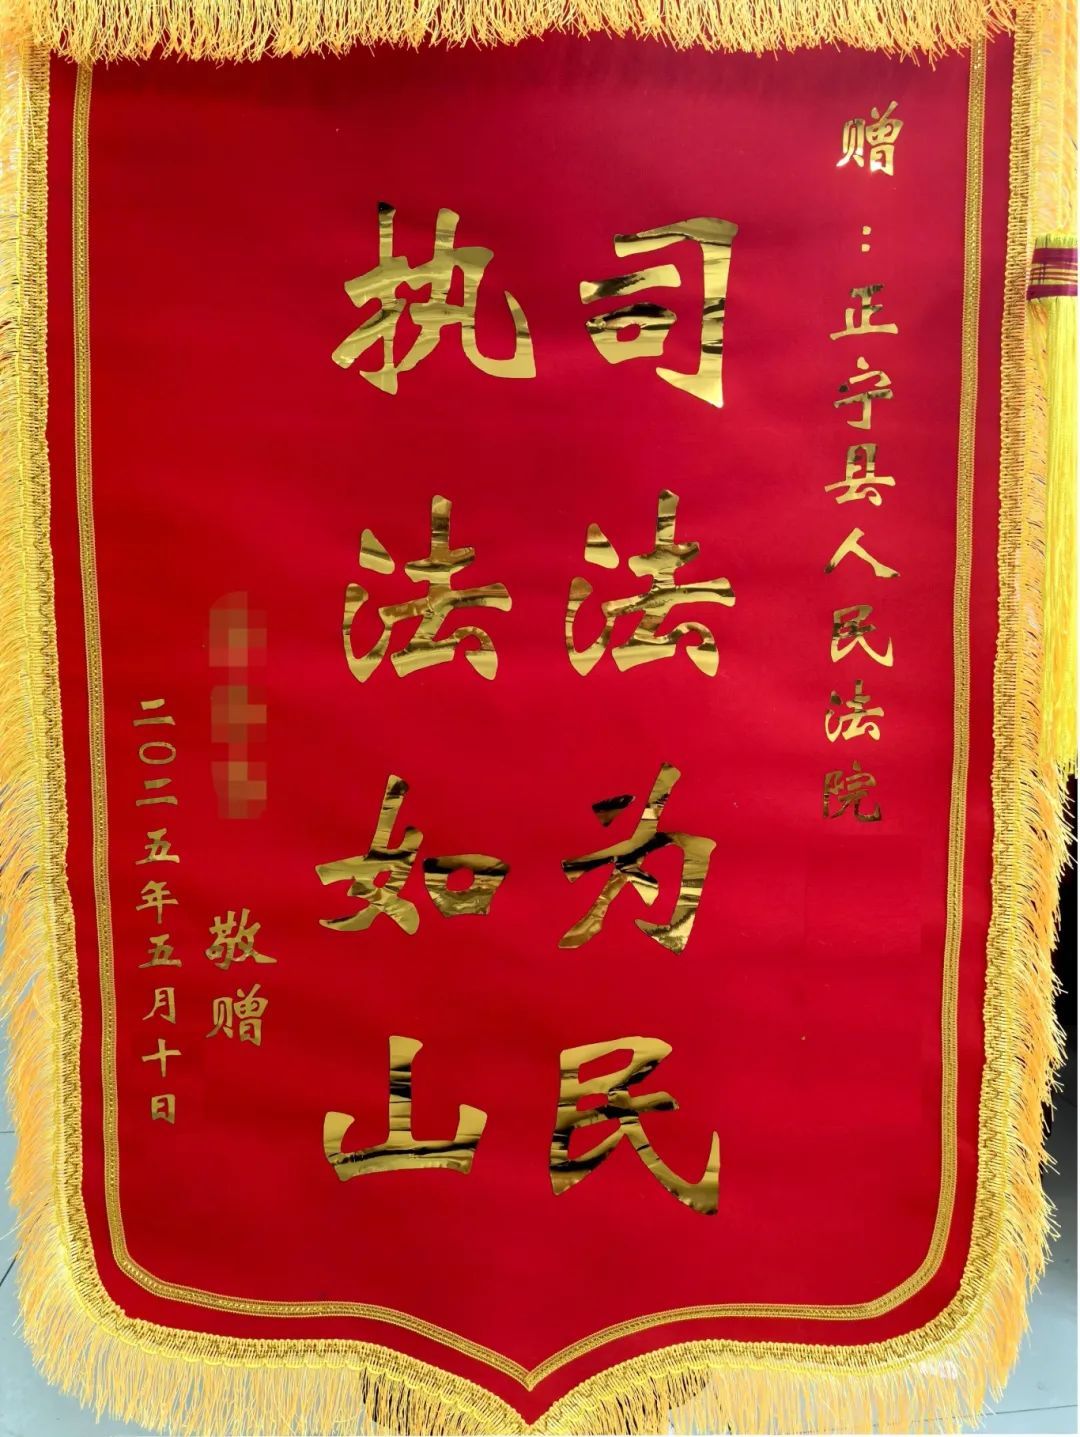 赠:正宁县人民法院
司法为民
执法如山
敬赠
二〇二五年五月十日